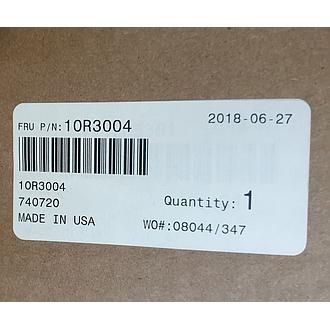 FRU P/N: 10R3004
2018-06-27
10R3004
740720
Quantity: 1
MADE IN USA
WO#:08044/347